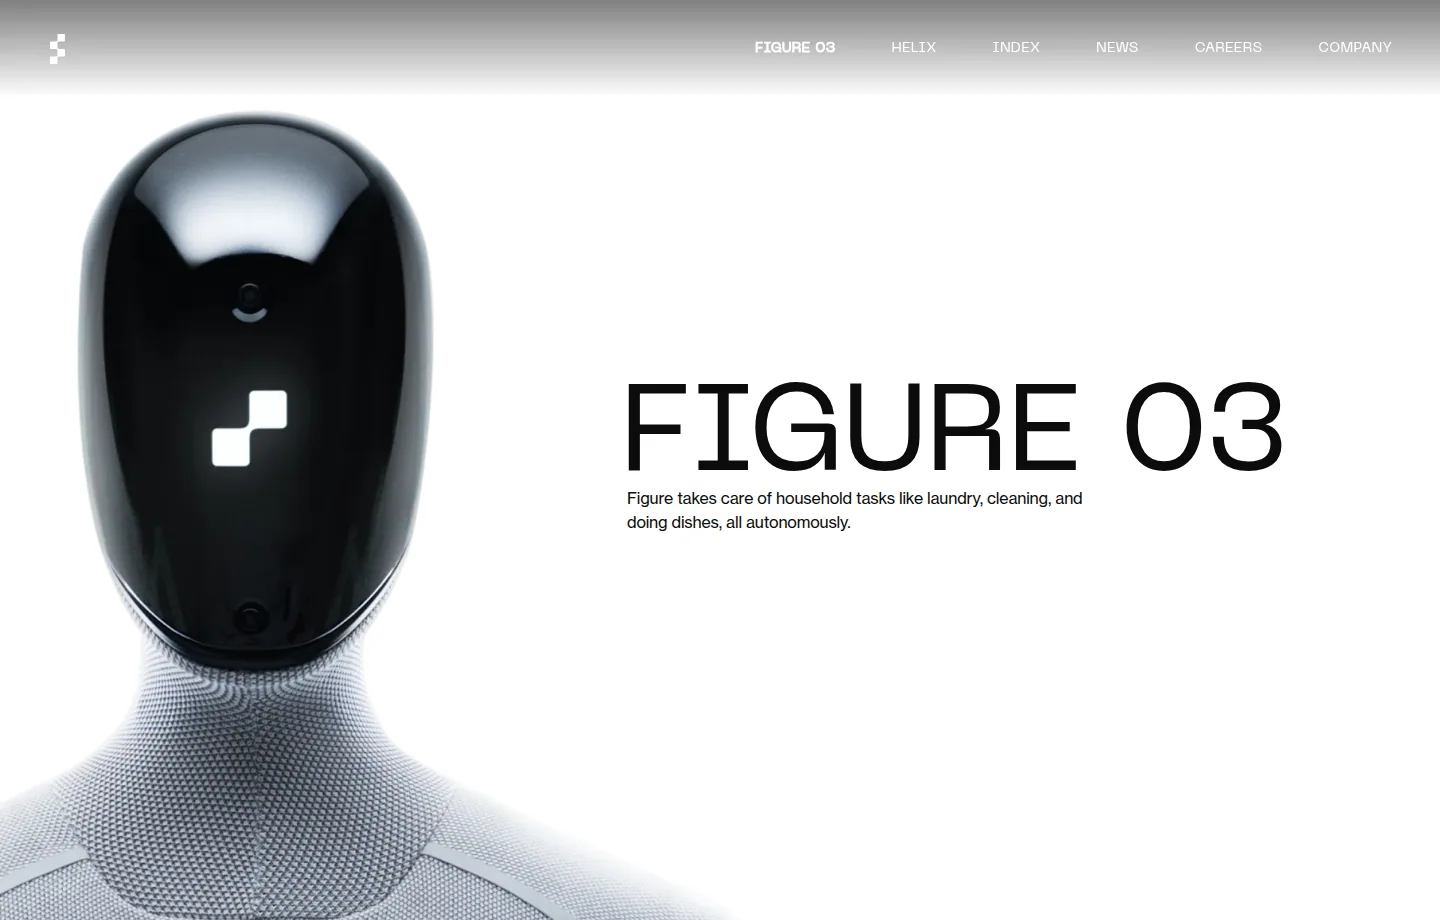 FIGURE 03
HELIX
INDEX
NEWS
CAREERS
COMPANY
FIGURE 03
Figure takes care of household tasks like laundry, cleaning, and
doing dishes, all autonomously.